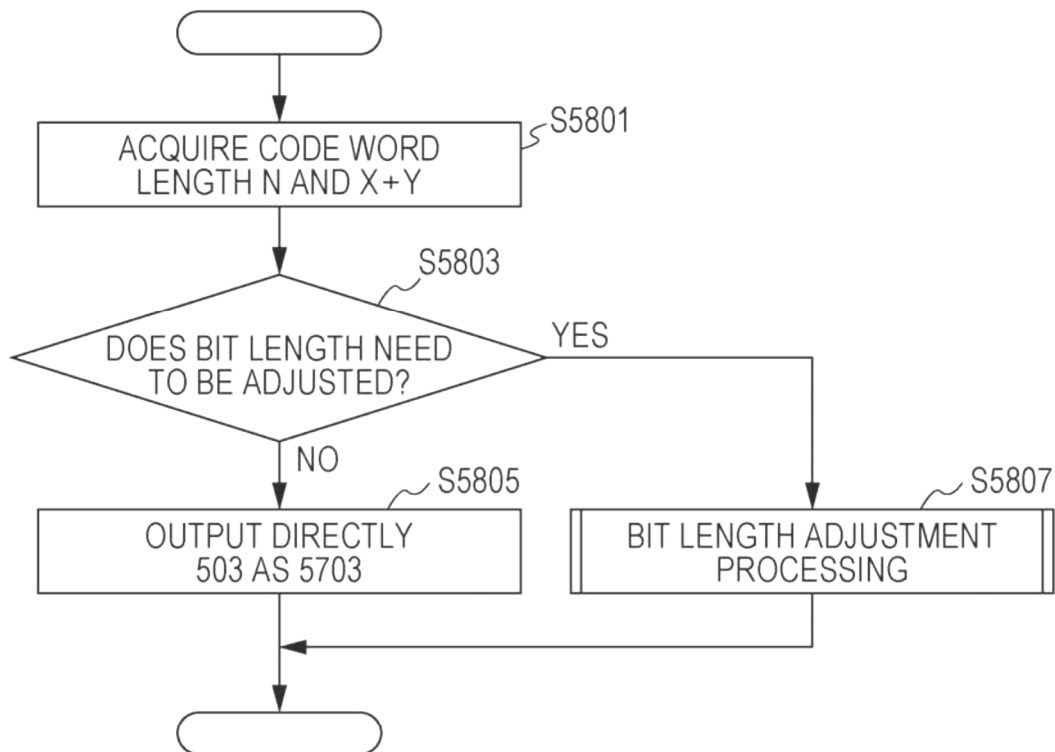 S5801
ACQUIRE CODE WORD
LENGTH N AND X+Y
S5803
DOES BIT LENGTH NEED
TO BE ADJUSTED?
YES
NO
S5805
OUTPUT DIRECTLY
503 AS 5703
S5807
BIT LENGTH ADJUSTMENT
PROCESSING